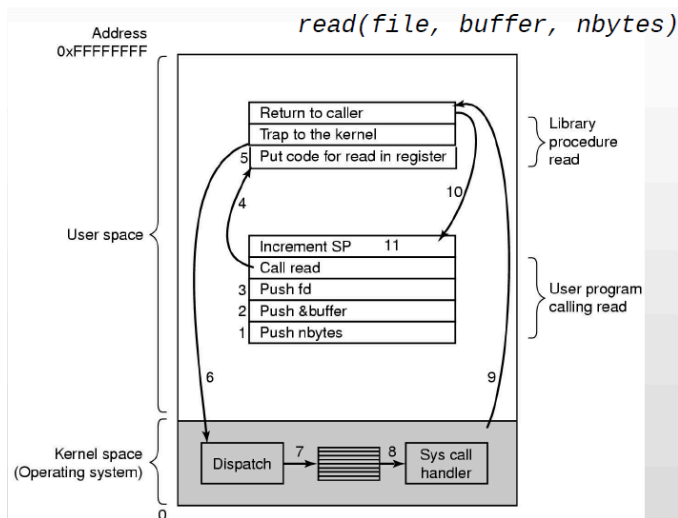 read(file, buffer, nbytes)
Address
0xFFFFFFFF
Return to caller
Trap to the kernel
5 Put code for read in register
Library
procedure
read
4
10
User space
Increment SP 11
Call read
3 Push fd
2 Push &buffer
1 Push nbytes
User program
calling read
6
9
Kernel space
(Operating system)
Dispatch
7
8
Sys call
handler
0